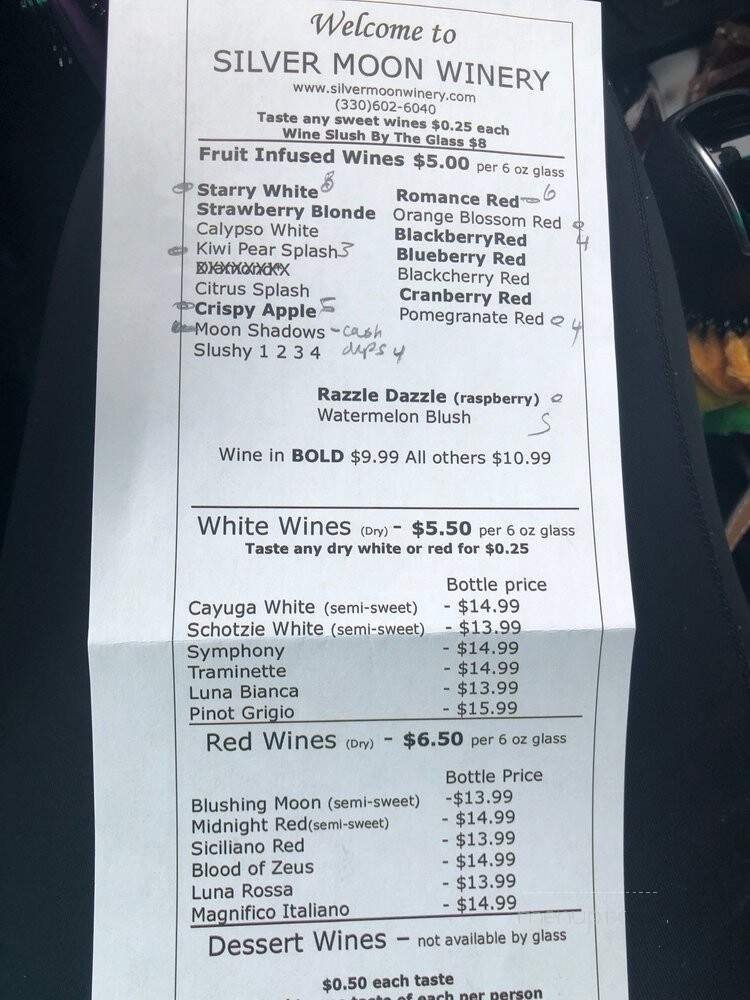 Welcome to
SILVER MOON WINERY
www.silvermoonwinery.com
(330)602-6040
Taste any sweet wines $0.25 each
Wine Slush By The Glass $8
Fruit Infused Wines $5.00 per 6 oz glass
Starry White 8
Strawberry Blonde
Calypso White
Kiwi Pear Splash 3
Citrus Splash
Crispy Apple 5
Moon Shadows - cash
Slushy 1 2 3 4 dips 4
Romance Red 6
Orange Blossom Red
BlackberryRed 4
Blueberry Red
Blackcherry Red
Cranberry Red
Pomegranate Red 4
Razzle Dazzle (raspberry)
Watermelon Blush 5
Wine in BOLD $9.99 All others $10.99
White Wines (Dry) - $5.50 per 6 oz glass
Taste any dry white or red for $0.25
Bottle price
Cayuga White (semi-sweet) - $14.99
Schotzie White (semi-sweet) - $13.99
Symphony - $14.99
Traminette - $14.99
Luna Bianca - $13.99
Pinot Grigio - $15.99
Red Wines (Dry) - $6.50 per 6 oz glass
Bottle Price
Blushing Moon (semi-sweet) -$13.99
Midnight Red(semi-sweet) - $14.99
Siciliano Red - $13.99
Blood of Zeus - $14.99
Luna Rossa - $13.99
Magnifico Italiano - $14.99
Dessert Wines - not available by glass
$0.50 each taste
taste of each per person